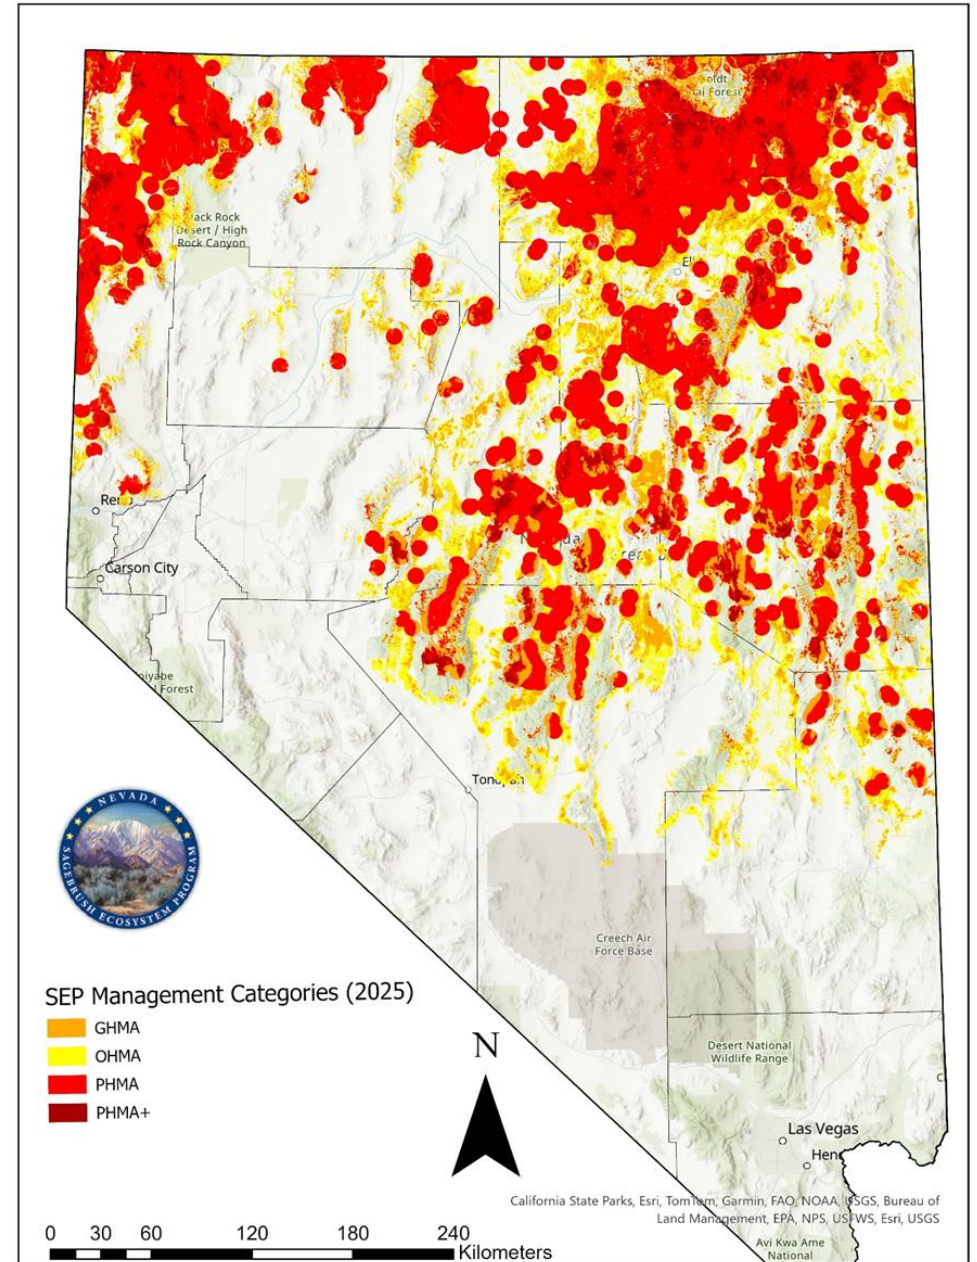 Desert / High
Rock Canyon
Reno
Carson City
Creech Air
Force Base
NEVADA
SAGEBRUSH ECOSYSTEM PROGRAM
SEP Management Categories (2025)
GHMA
OHMA
PHMA
PHMA+
N
Desert National
Wildlife Range
Las Vegas
California State Parks, Esri, TomTom, Garmin, FAO, NOAA, USGS, Bureau of
Land Management, EPA, NPS, USFWS, Esri, USGS
Avi Kwa Ame
National
0 30 60 120 180 240
Kilometers